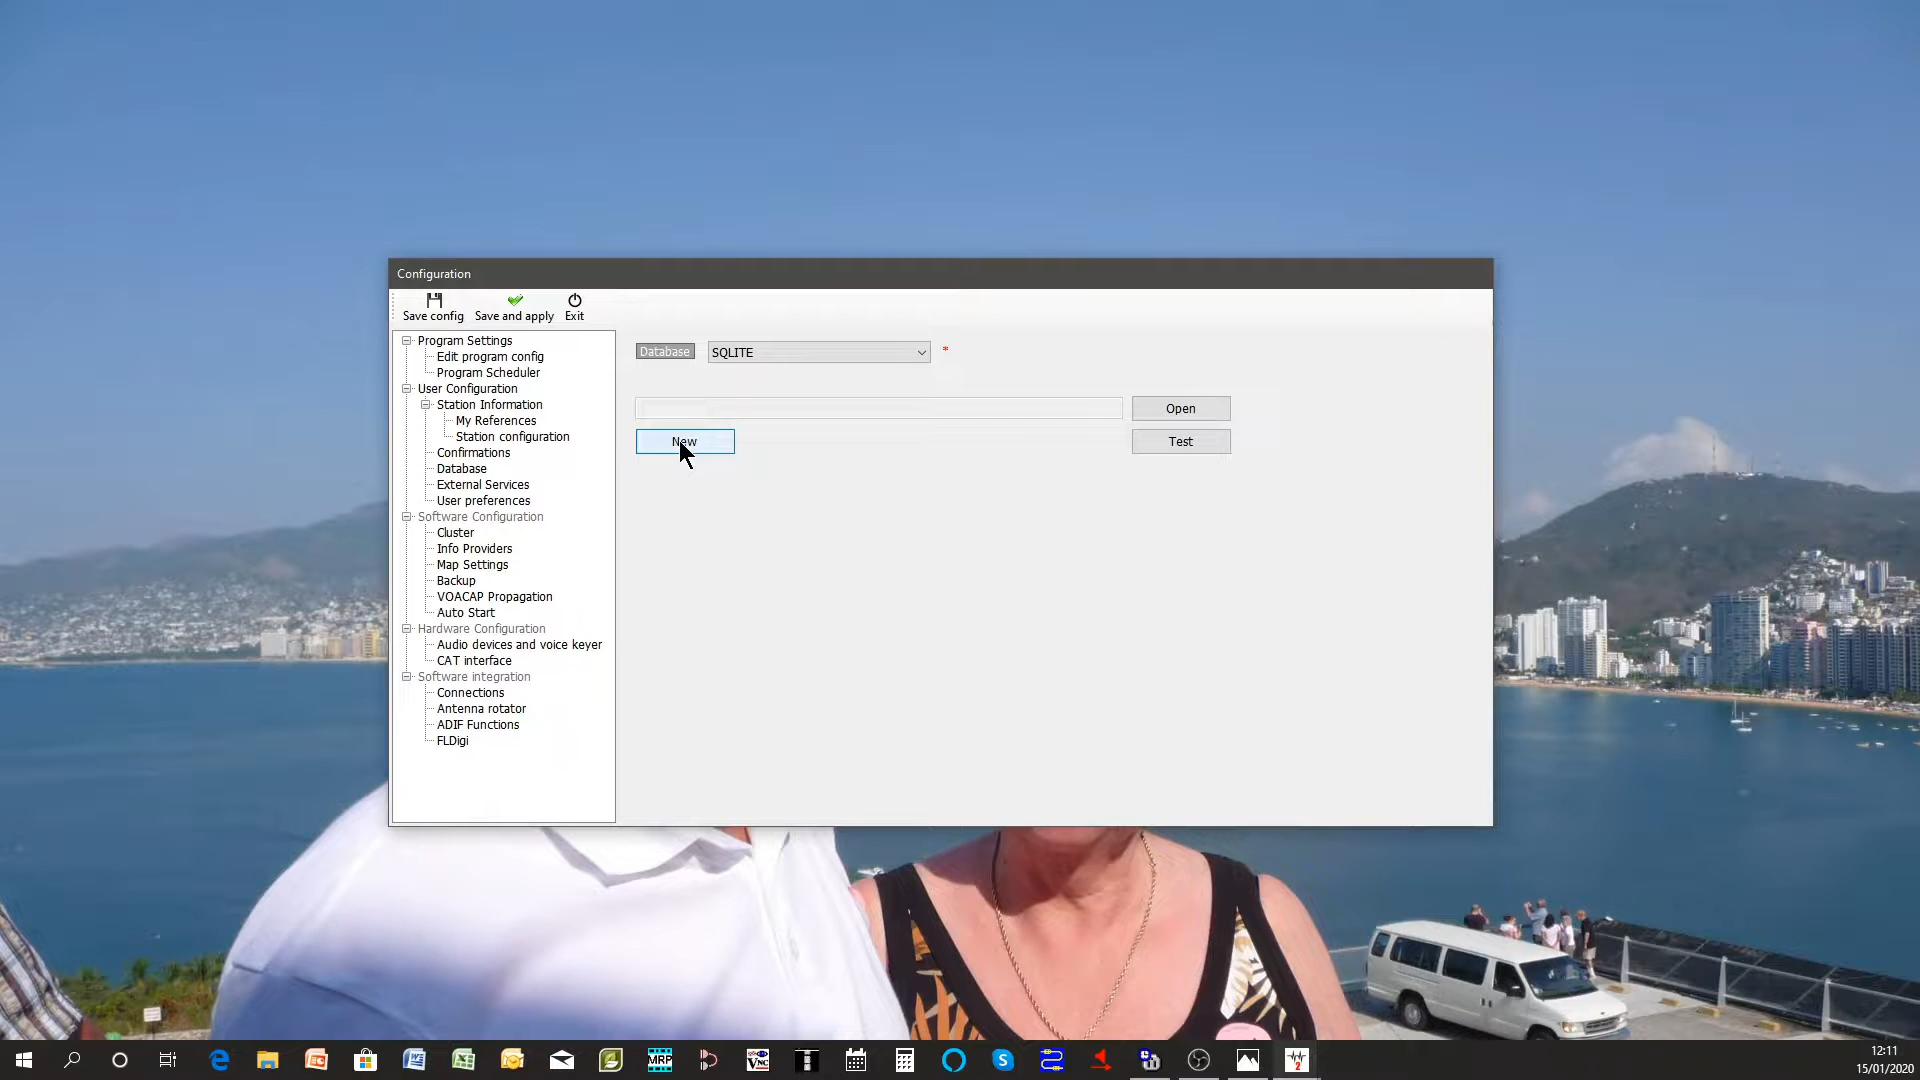 Configuration
Save config Save and apply Exit
Program Settings
Edit program config
Program Scheduler
User Configuration
Station Information
My References
Station configuration
Confirmations
Database
External Services
User preferences
Software Configuration
Cluster
Info Providers
Map Settings
Backup
VOACAP Propagation
Auto Start
Hardware Configuration
Audio devices and voice keyer
CAT interface
Software integration
Connections
Antenna rotator
ADIF Functions
FLDigi
Database SQLITE *
Open
New Test
MRP
VNC
2
12:11
15/01/2020